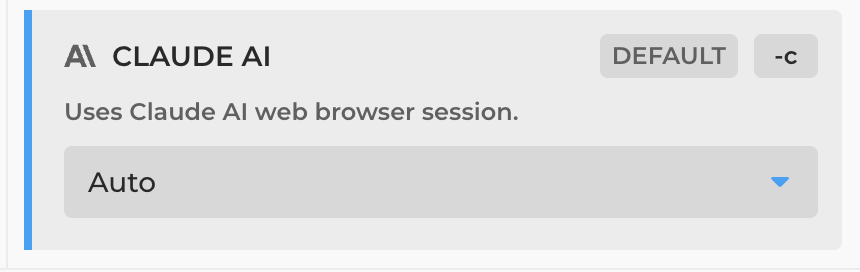 CLAUDE AI
DEFAULT
-c
Uses Claude AI web browser session.
Auto